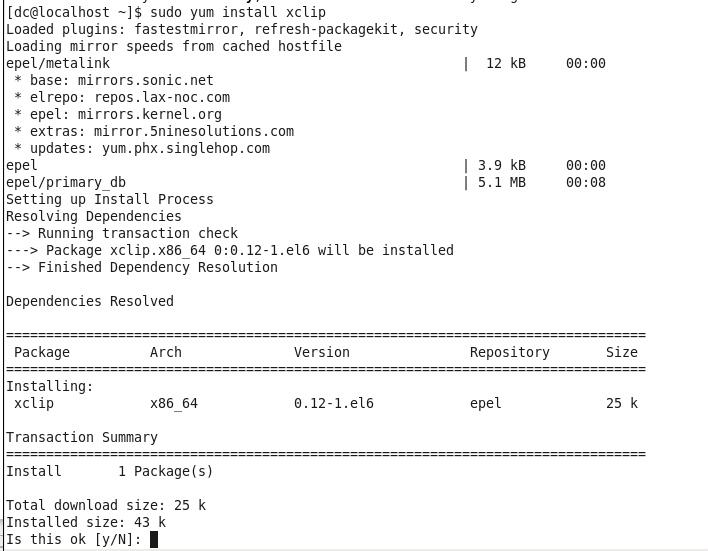 [dc@localhost ~]$ sudo yum install xclip
Loaded plugins: fastestmirror, refresh-packagekit, security
Loading mirror speeds from cached hostfile
epel/metalink                                            |  12 kB     00:00
 * base: mirrors.sonic.net
 * elrepo: repos.lax-noc.com
 * epel: mirrors.kernel.org
 * extras: mirror.5ninesolutions.com
 * updates: yum.phx.singlehop.com
epel                                                     | 3.9 kB     00:00
epel/primary_db                                          | 5.1 MB     00:08
Setting up Install Process
Resolving Dependencies
--> Running transaction check
---> Package xclip.x86_64 0:0.12-1.el6 will be installed
--> Finished Dependency Resolution

Dependencies Resolved

================================================================================
 Package          Arch              Version               Repository       Size
================================================================================
Installing:
 xclip            x86_64            0.12-1.el6            epel             25 k

Transaction Summary
================================================================================
Install       1 Package(s)

Total download size: 25 k
Installed size: 43 k
Is this ok [y/N]: